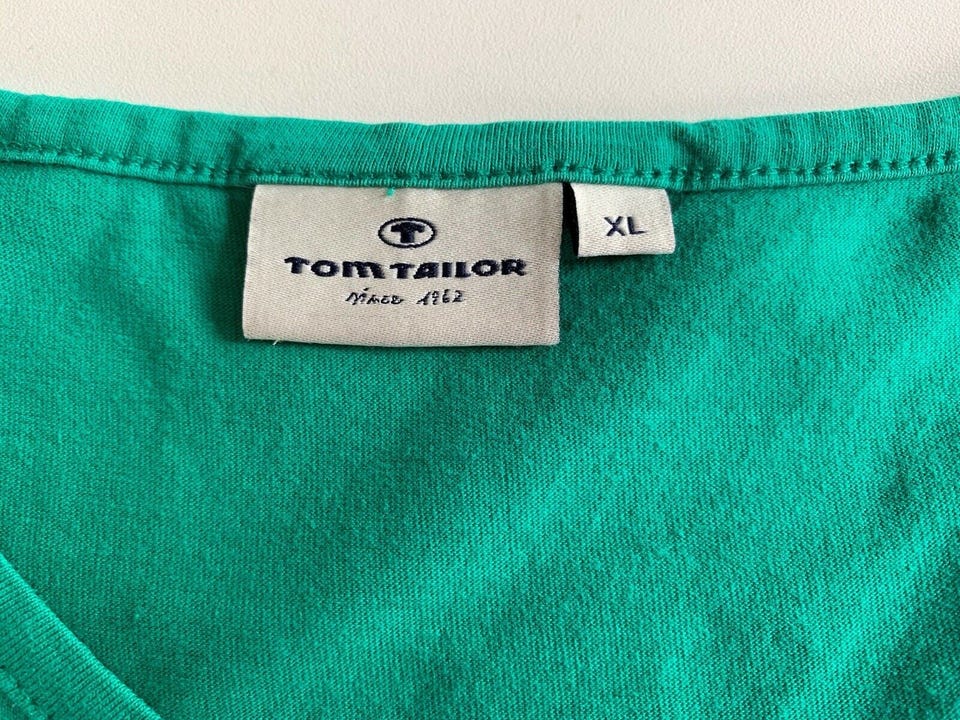 T
TOM TAILOR
since 1962
XL